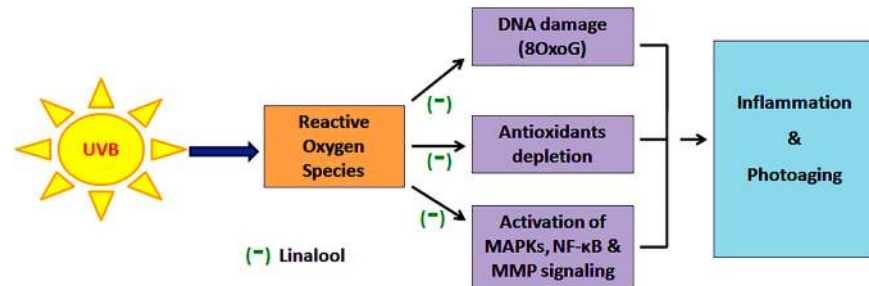 UVB
Reactive
Oxygen
Species
(-)
(-)
(-)
DNA damage
(8OxoG)
Antioxidants
depletion
Activation of
MAPKs, NF-κB &
MMP signaling
Inflammation
&
Photoaging
(-) Linalool